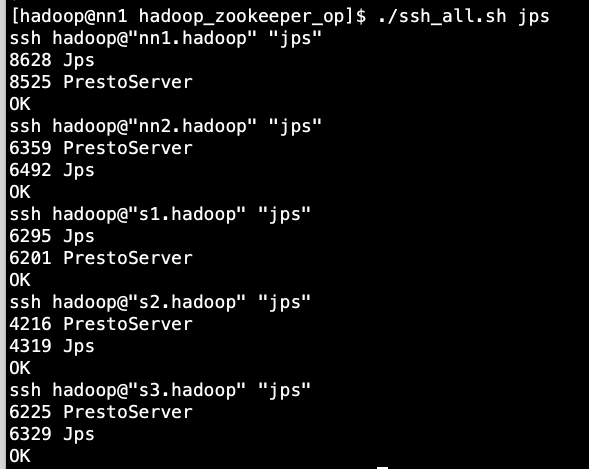 [hadoop@nn1 hadoop_zookeeper_op]$ ./ssh_all.sh jps
ssh hadoop@"nn1.hadoop" "jps"
8628 Jps
8525 PrestoServer
OK
ssh hadoop@"nn2.hadoop" "jps"
6359 PrestoServer
6492 Jps
OK
ssh hadoop@"s1.hadoop" "jps"
6295 Jps
6201 PrestoServer
OK
ssh hadoop@"s2.hadoop" "jps"
4216 PrestoServer
4319 Jps
OK
ssh hadoop@"s3.hadoop" "jps"
6225 PrestoServer
6329 Jps
OK